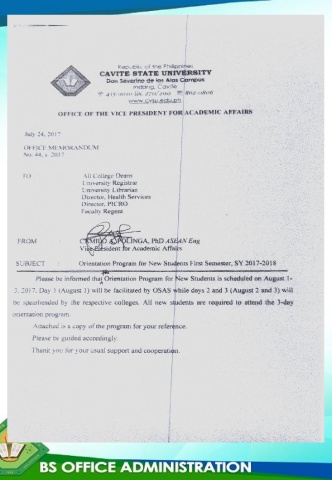 Republic of the Philippines
CAVITE STATE UNIVERSITY
Don Severino de las Alas Campus
Indang, Cavite
www.cvsu.edu.ph
OFFICE OF THE VICE PRESIDENT FOR ACADEMIC AFFAIRS
July 24, 2017
OFFICE MEMORANDUM
No. 44, s. 2017
TO
All College Deans
University Registrar
University Librarian
Director, Health Services
Director, PICRO
Faculty Regent
FROM
POLINGA, PhD ASEAN Eng
Vice President for Academic Affairs
SUBJECT : Orientation Program for New Students First Semester, SY 2017-2018
Please be informed that Orientation Program for New Students is scheduled on August 1-
3, 2017. Day 1 (August 1) will be facilitated by OSAS while days 2 and 3 (August 2 and 3) will
be spearheaded by the respective colleges. All new students are required to attend the 3-day
orientation program.
Attached is a copy of the program for your reference.
Please be guided accordingly.
Thank you for your usual support and cooperation.
BS OFFICE ADMINISTRATION